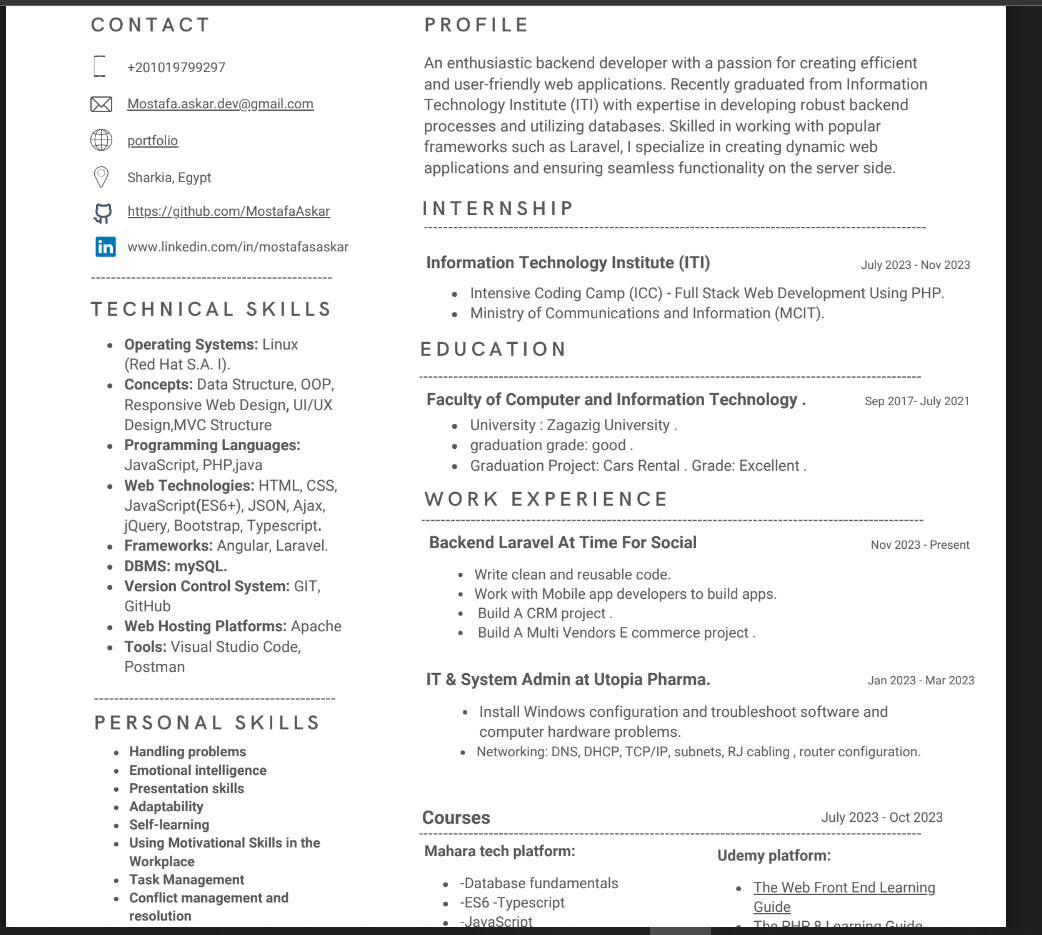 CONTACT
+201019799297
Mostafa.askar.dev@gmail.com
portfolio
Sharkia, Egypt
https://github.com/MostafaAskar
in www.linkedin.com/in/mostafasaskar
------------------------------------------------
TECHNICAL SKILLS
• Operating Systems: Linux
(Red Hat S.A. I).
• Concepts: Data Structure, OOP,
Responsive Web Design, UI/UX
Design,MVC Structure
• Programming Languages:
JavaScript, PHP,java
• Web Technologies: HTML, CSS,
JavaScript(ES6+), JSON, Ajax,
jQuery, Bootstrap, Typescript.
• Frameworks: Angular, Laravel.
• DBMS: mySQL.
• Version Control System: GIT,
GitHub
• Web Hosting Platforms: Apache
• Tools: Visual Studio Code,
Postman
------------------------------------------------
PERSONAL SKILLS
• Handling problems
• Emotional intelligence
• Presentation skills
• Adaptability
• Self-learning
• Using Motivational Skills in the
Workplace
• Task Management
• Conflict management and
resolution
PROFILE
An enthusiastic backend developer with a passion for creating efficient
and user-friendly web applications. Recently graduated from Information
Technology Institute (ITI) with expertise in developing robust backend
processes and utilizing databases. Skilled in working with popular
frameworks such as Laravel, I specialize in creating dynamic web
applications and ensuring seamless functionality on the server side.
INTERNSHIP
----------------------------------------------------------------------------------------------------
Information Technology Institute (ITI) July 2023 - Nov 2023
• Intensive Coding Camp (ICC) - Full Stack Web Development Using PHP.
• Ministry of Communications and Information (MCIT).
EDUCATION
----------------------------------------------------------------------------------------------------
Faculty of Computer and Information Technology . Sep 2017- July 2021
• University : Zagazig University .
• graduation grade: good .
• Graduation Project: Cars Rental . Grade: Excellent .
WORK EXPERIENCE
----------------------------------------------------------------------------------------------------
Backend Laravel At Time For Social Nov 2023 - Present
• Write clean and reusable code.
• Work with Mobile app developers to build apps.
• Build A CRM project .
• Build A Multi Vendors E commerce project .
IT & System Admin at Utopia Pharma. Jan 2023 - Mar 2023
• Install Windows configuration and troubleshoot software and
computer hardware problems.
• Networking: DNS, DHCP, TCP/IP, subnets, RJ cabling , router configuration.
Courses July 2023 - Oct 2023
----------------------------------------------------------------------------------------------------
Mahara tech platform:
• -Database fundamentals
• -ES6 -Typescript
• -JavaScript
Udemy platform:
• The Web Front End Learning
Guide
• The PHP 8 Learning Guide